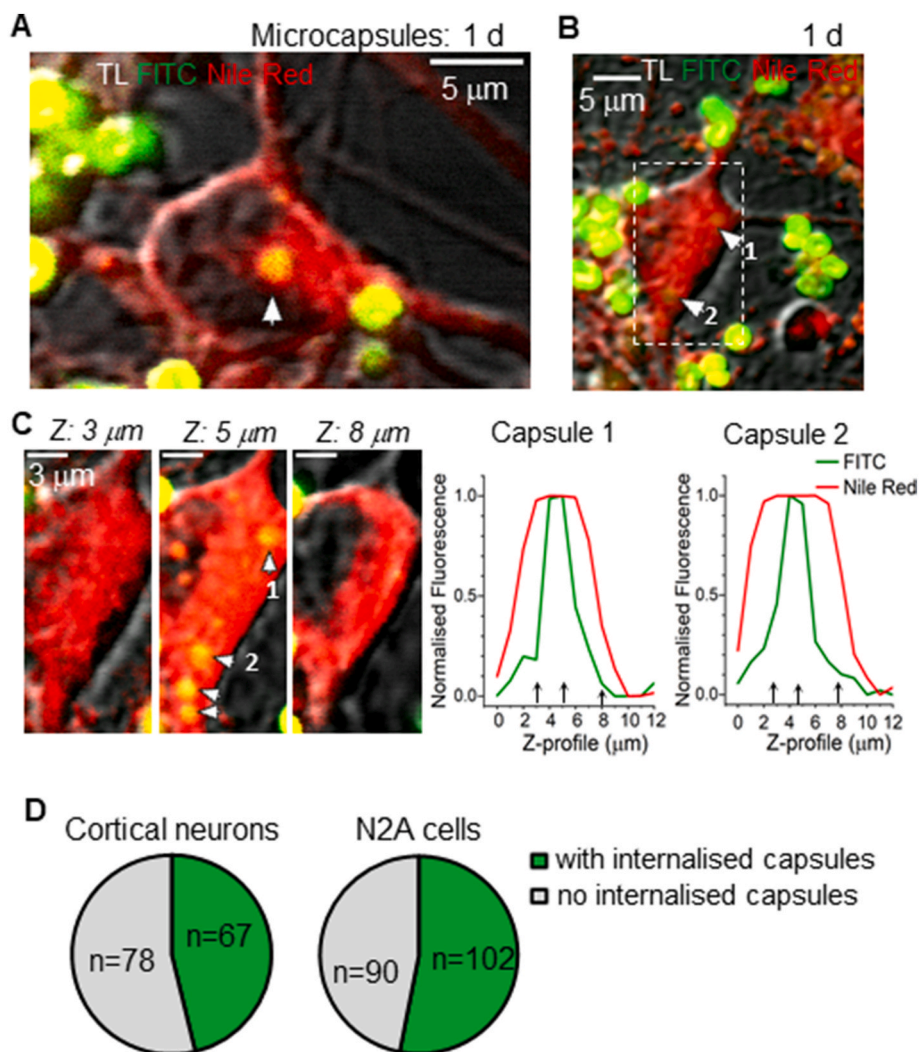 A
Microcapsules: 1 d
TL FITC Nile Red
5 μm
B
1 d
TL FITC Nile Red
5 μm
1
2
C
Z: 3 μm
Z: 5 μm
Z: 8 μm
3 μm
1
2
Capsule 1
Normalised Fluorescence
1.0
0.5
0.0
0 2 4 6 8 10 12
Z-profile (μm)
Capsule 2
FITC
Nile Red
Normalised Fluorescence
1.0
0.5
0.0
0 2 4 6 8 10 12
Z-profile (μm)
D
Cortical neurons
n=78
n=67
N2A cells
n=90
n=102
with internalised capsules
no internalised capsules